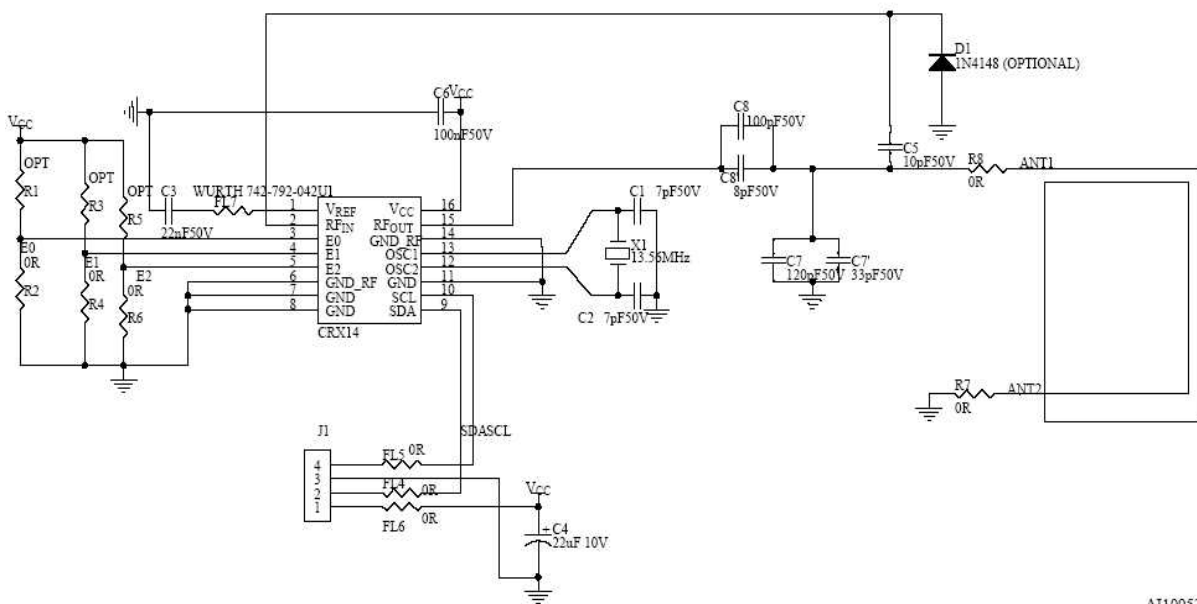 D1
1N4148 (OPTIONAL)
C6
VCC
100nF50V
C8
100pF50V
C5
10pF50V
VCC
OPT
R1
OPT
R3
OPT
R5
C3
22nF50V
WURTH 742-792-042U1
FL7
C8'
8pF50V
R8
0R
ANT1
1 VREF VCC 16
2 RFIN RFOUT 15
3 E0 GND_RF 14
4 E1 OSC1 13
5 E2 OSC2 12
6 GND_RF GND 11
7 GND SCL 10
8 GND SDA 9
CRX14
C1 7pF50V
X1
13.56MHz
C2 7pF50V
E0
0R
R2
E1
0R
R4
E2
0R
R6
C7
120pF50V
C7'
33pF50V
R7
0R
ANT2
J1
SDASCL
4
3
2
1
FL5 0R
FL4 0R
FL6 0R
VCC
+ C4
22uF 10V